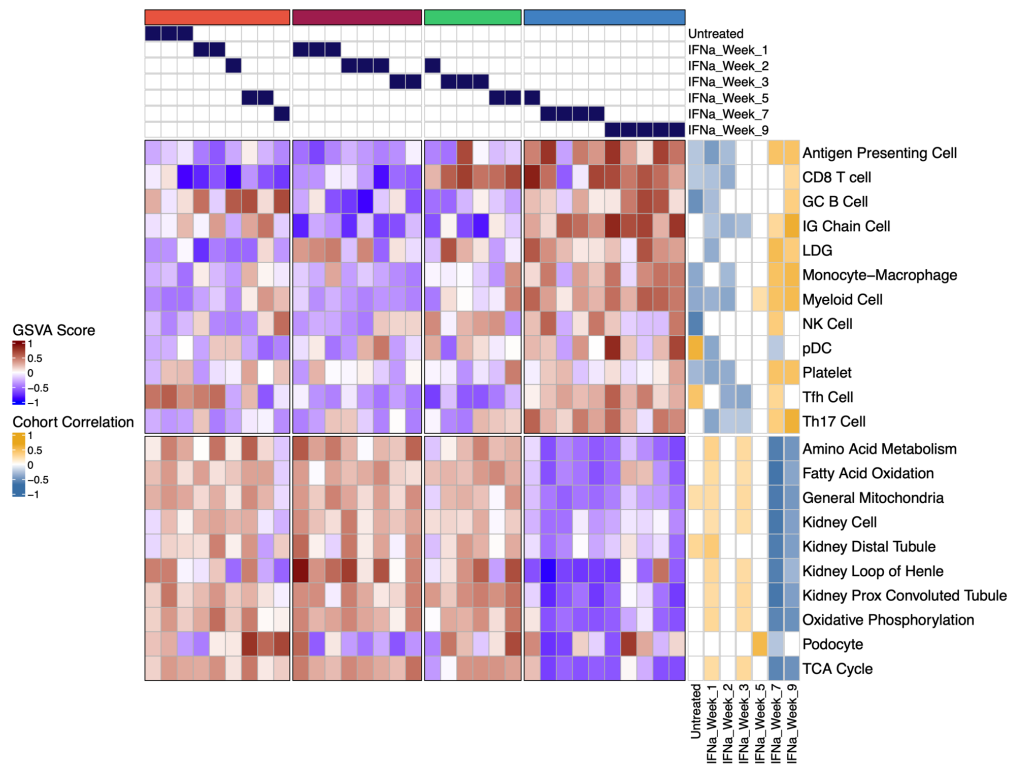 Untreated
IFNa_Week_1
IFNa_Week_2
IFNa_Week_3
IFNa_Week_5
IFNa_Week_7
IFNa_Week_9
Antigen Presenting Cell
CD8 T cell
GC B Cell
IG Chain Cell
LDG
Monocyte−Macrophage
Myeloid Cell
NK Cell
pDC
Platelet
Tfh Cell
Th17 Cell
Amino Acid Metabolism
Fatty Acid Oxidation
General Mitochondria
Kidney Cell
Kidney Distal Tubule
Kidney Loop of Henle
Kidney Prox Convoluted Tubule
Oxidative Phosphorylation
Podocyte
TCA Cycle
GSVA Score
1
0.5
0
−0.5
−1
Cohort Correlation
1
0.5
0
−0.5
−1
Untreated
IFNa_Week_1
IFNa_Week_2
IFNa_Week_3
IFNa_Week_5
IFNa_Week_7
IFNa_Week_9